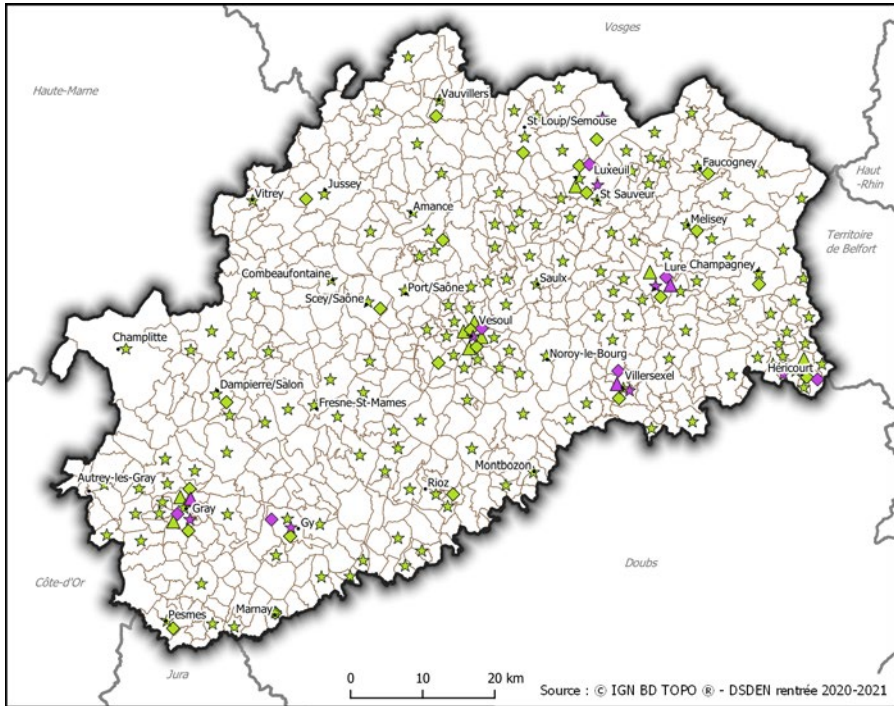 Vosges
Haute-Marne
Vauvillers
St Loup/Semouse
Luxeuil
Faucogney
Haut
-Rhin
Vitrey
Jussey
St Sauveur
Amance
Melisey
Territoire
de Belfort
Combeaufontaine
Lure
Champagney
Scey/Saône
Port/Saône
Saulx
Vesoul
Champlitte
Noroy-le-Bourg
Villersexel
Héricourt
Dampierre/Salon
Fresne-St-Mames
Autrey-les-Gray
Montbozon
Rioz
Gray
Gy
Doubs
Côte-d'Or
Pesmes
Marnay
Jura
0 10 20 km
Source : © IGN BD TOPO ® - DSDEN rentrée 2020-2021